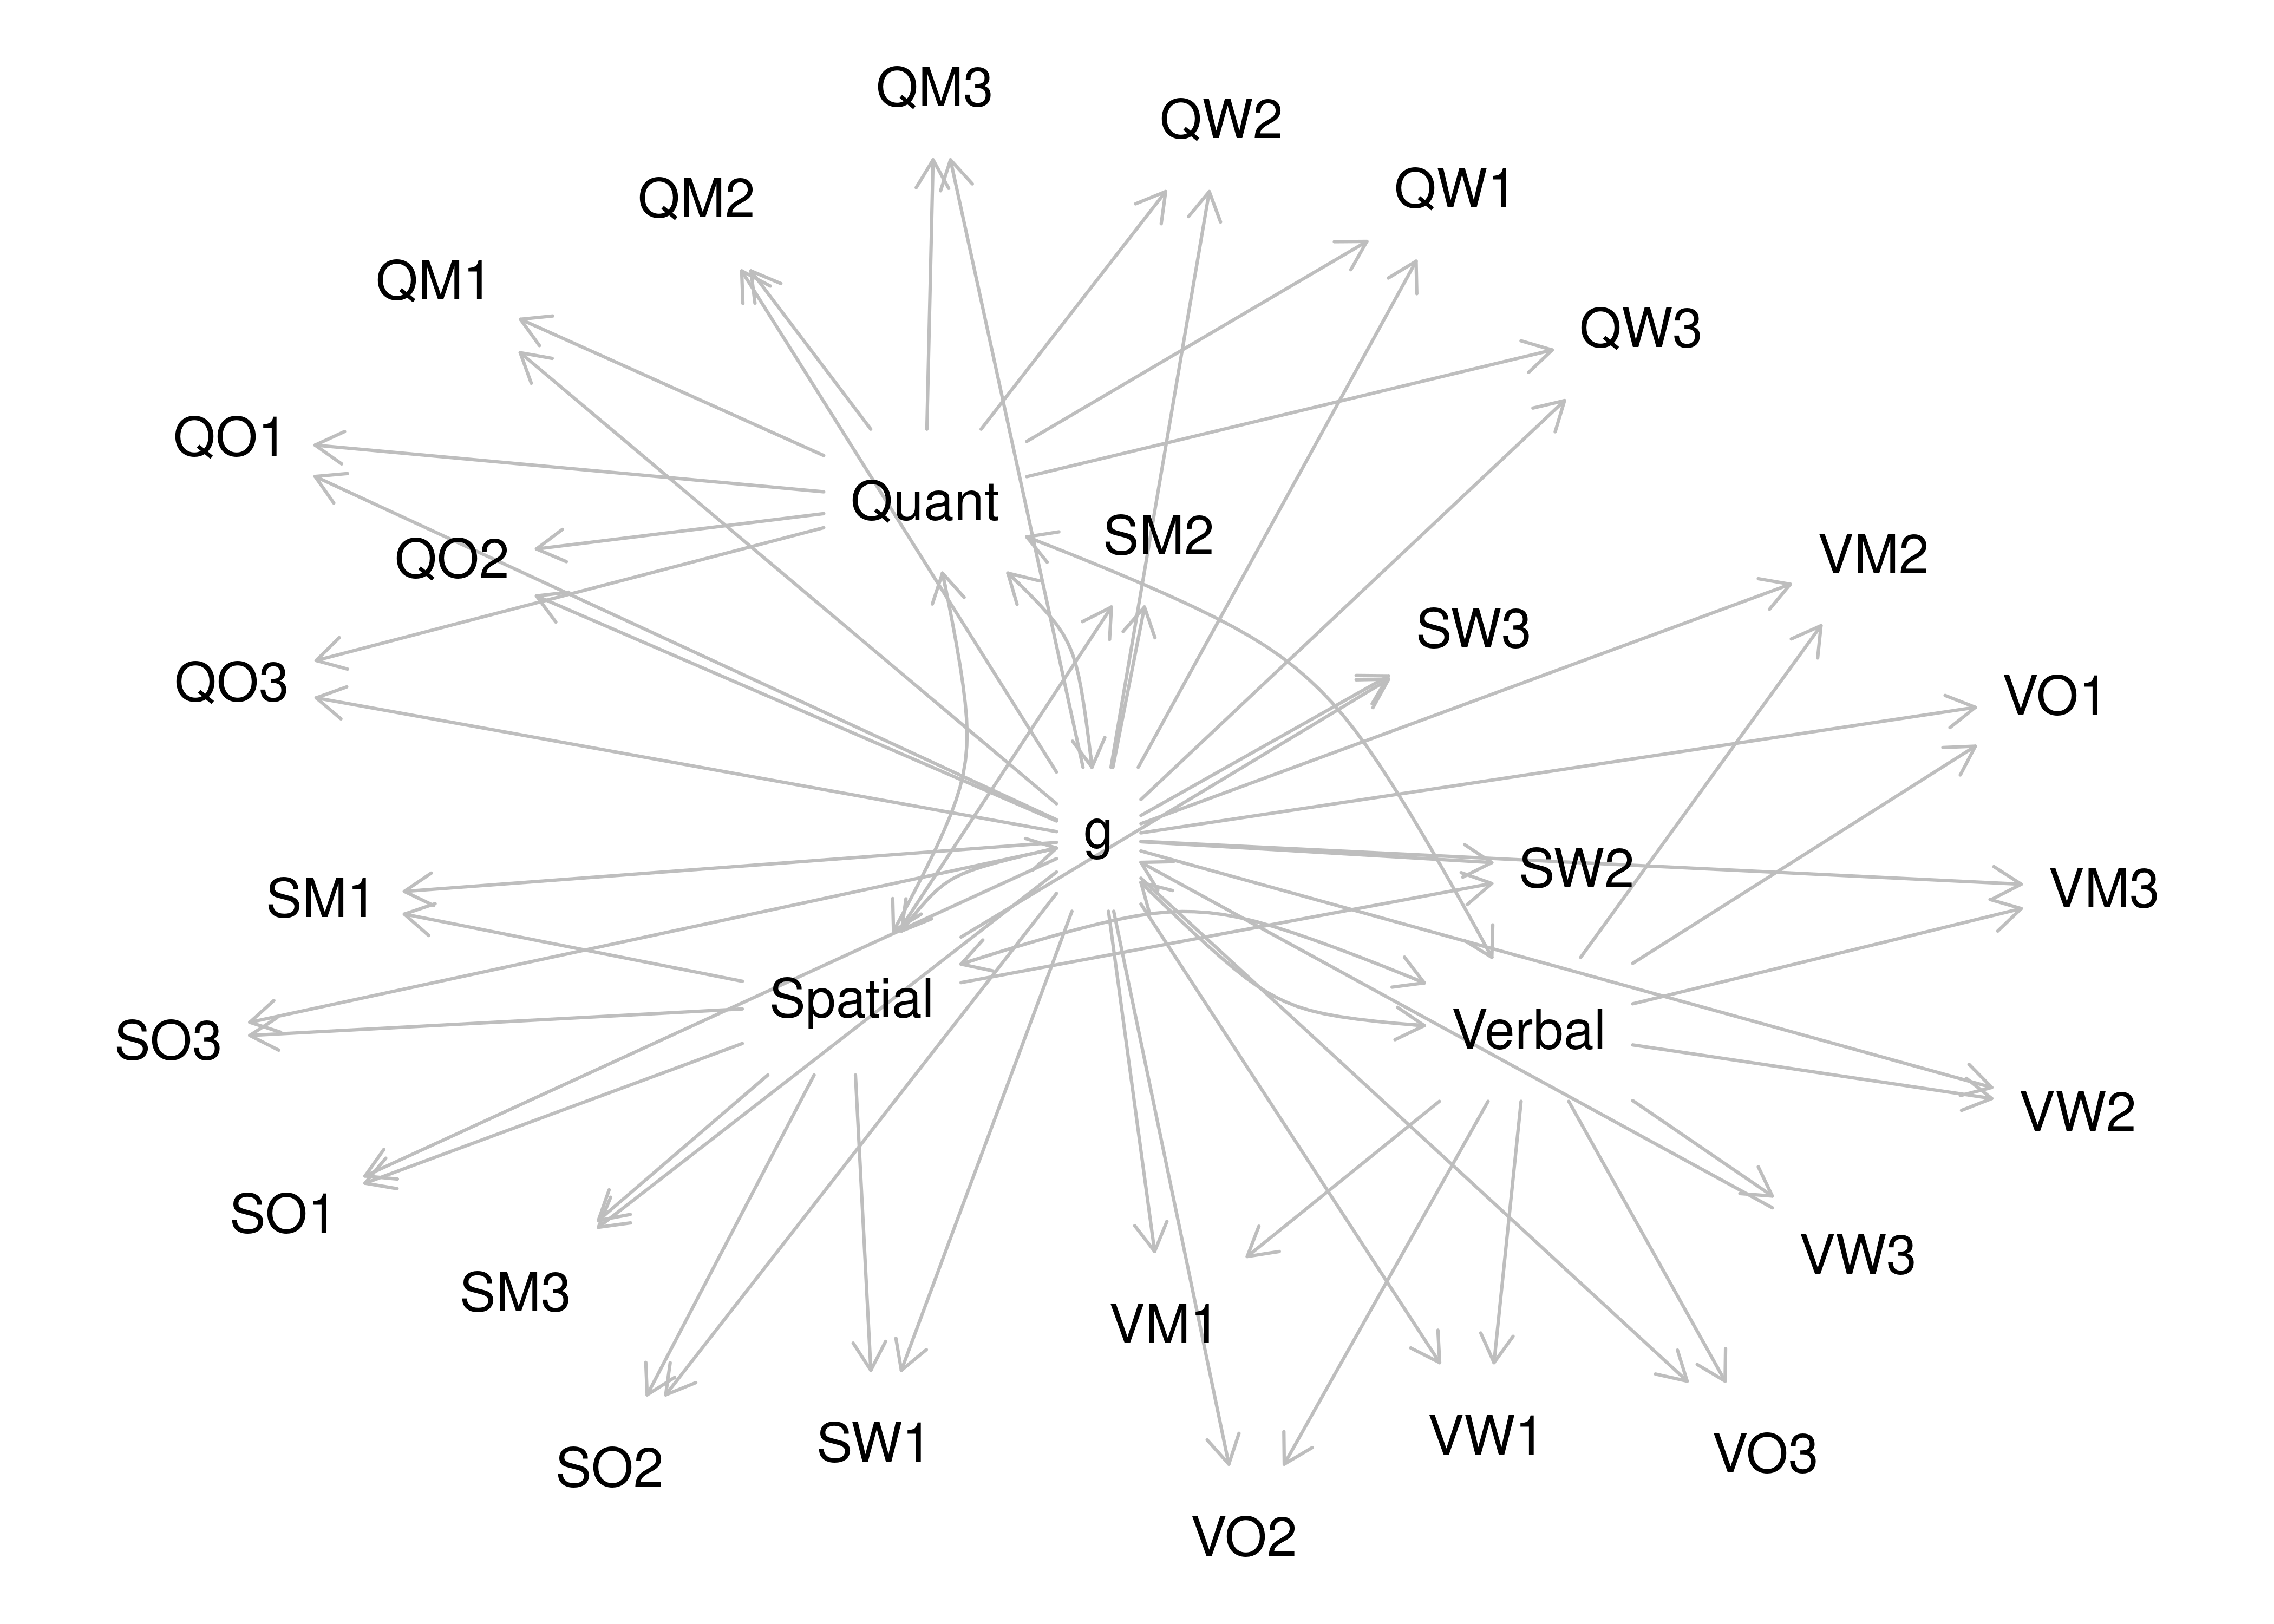 QM3
QW2
QW1
QM2
QM1
QW3
QO1
Quant
SM2
QO2
VM2
SW3
QO3
VO1
g
SW2
SM1
VM3
Spatial
Verbal
SO3
VW2
SO1
VW3
SM3
VM1
SW1
VW1
VO3
SO2
VO2